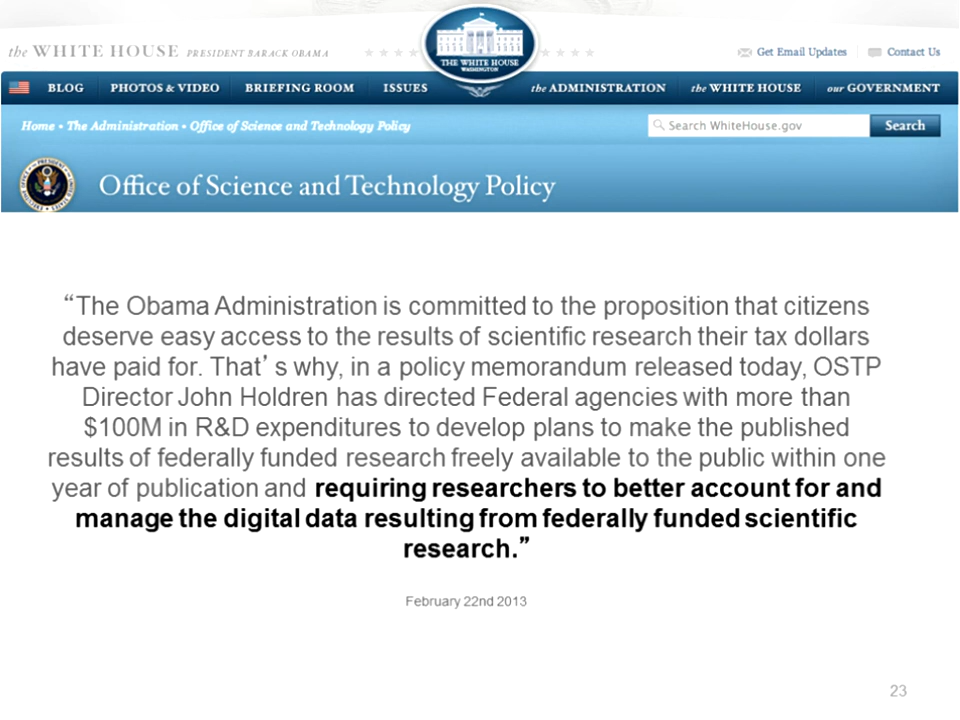 the WHITE HOUSE PRESIDENT BARACK OBAMA
THE WHITE HOUSE
WASHINGTON
Get Email Updates Contact Us
BLOG PHOTOS & VIDEO BRIEFING ROOM ISSUES the ADMINISTRATION the WHITE HOUSE our GOVERNMENT
Home • The Administration • Office of Science and Technology Policy
Search WhiteHouse.gov Search
Office of Science and Technology Policy
“The Obama Administration is committed to the proposition that citizens
deserve easy access to the results of scientific research their tax dollars
have paid for. That’s why, in a policy memorandum released today, OSTP
Director John Holdren has directed Federal agencies with more than
$100M in R&D expenditures to develop plans to make the published
results of federally funded research freely available to the public within one
year of publication and requiring researchers to better account for and
manage the digital data resulting from federally funded scientific
research.”
February 22nd 2013
23